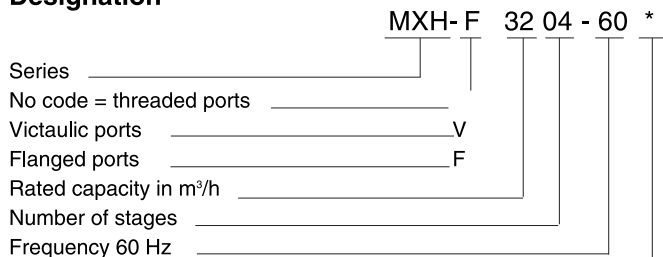 Designation
MXH- F 32 04 - 60 *
Series
No code = threaded ports
Victaulic ports V
Flanged ports F
Rated capacity in m³/h
Number of stages
Frequency 60 Hz